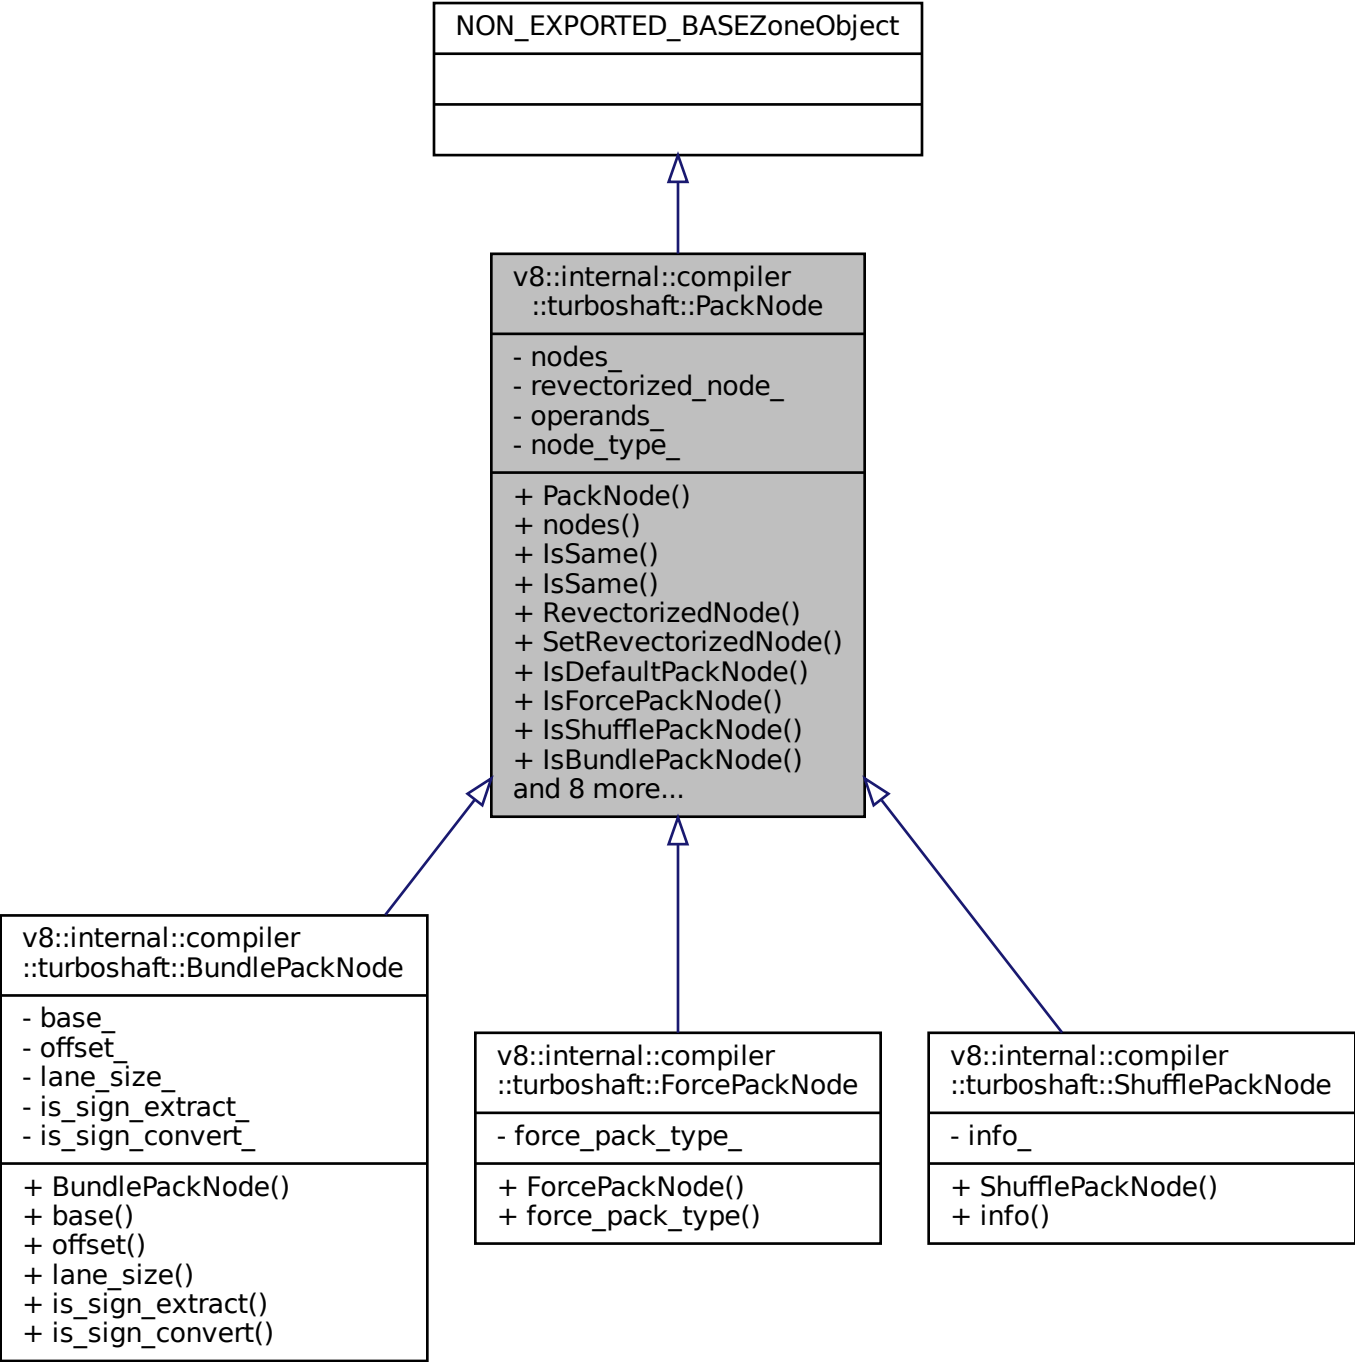 NON_EXPORTED_BASEZoneObject
v8::internal::compiler
::turboshaft::PackNode
- nodes_
- revectorized_node_
- operands_
- node_type_
+ PackNode()
+ nodes()
+ IsSame()
+ IsSame()
+ RevectorizedNode()
+ SetRevectorizedNode()
+ IsDefaultPackNode()
+ IsForcePackNode()
+ IsShufflePackNode()
+ IsBundlePackNode()
and 8 more...
v8::internal::compiler
::turboshaft::BundlePackNode
- base_
- offset_
- lane_size_
- is_sign_extract_
- is_sign_convert_
+ BundlePackNode()
+ base()
+ offset()
+ lane_size()
+ is_sign_extract()
+ is_sign_convert()
v8::internal::compiler
::turboshaft::ForcePackNode
- force_pack_type_
+ ForcePackNode()
+ force_pack_type()
v8::internal::compiler
::turboshaft::ShufflePackNode
- info_
+ ShufflePackNode()
+ info()